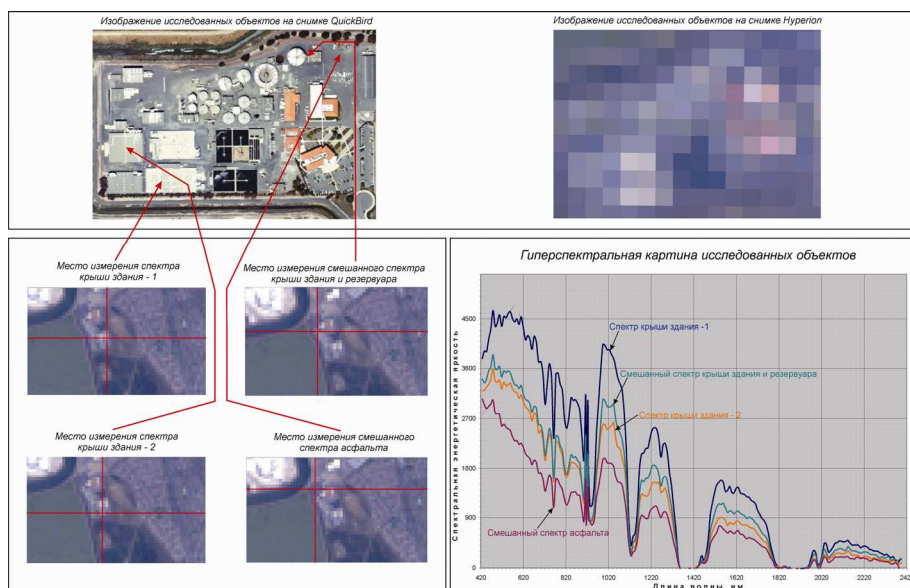 Изображение исследованных объектов на снимке QuickBird
Изображение исследованных объектов на снимке Hyperion
Место измерения спектра
крыши здания - 1
Место измерения смешанного спектра
крыши здания и резервуара
Место измерения спектра
крыши здания - 2
Место измерения смешанного
спектра асфальта
Гиперспектральная картина исследованных объектов
Спектральная энергетическая яркость
4500
3600
2700
1800
900
0
Спектр крыши здания -1
Смешанный спектр крыши здания и резервуара
Спектр крыши здания - 2
Смешанный спектр асфальта
420 620 820 1020 1220 1420 1620 1820 2020 2220
Длина волны, нм